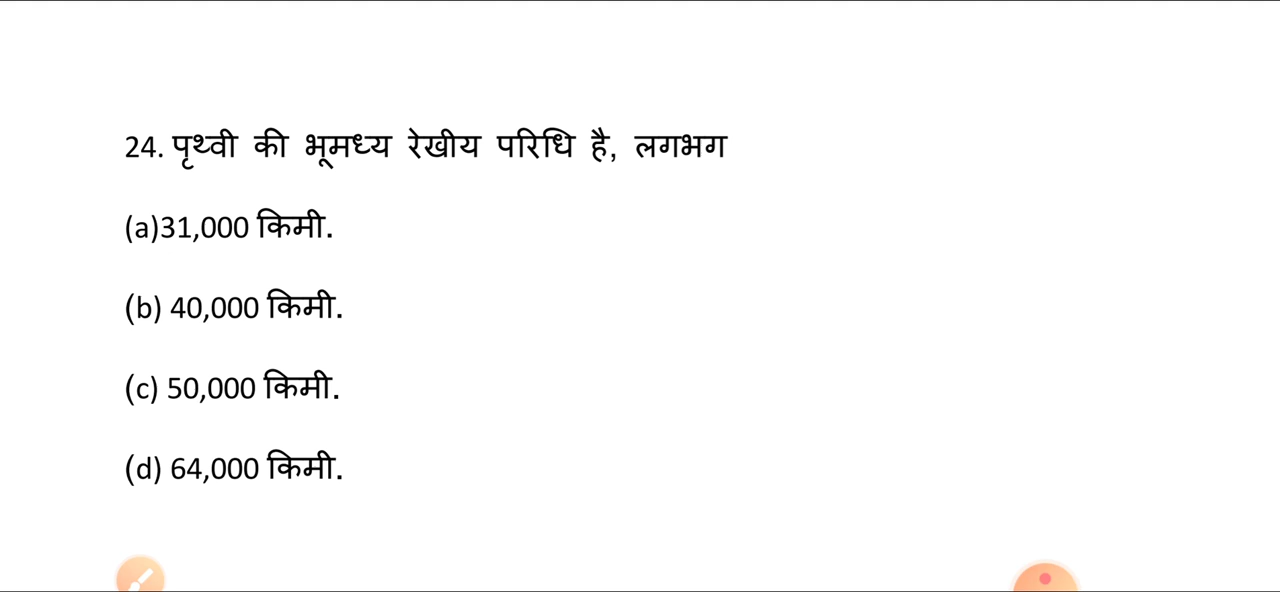 24. पृथ्वी की भूमध्य रेखीय परिधि है, लगभग
(a)31,000 किमी.
(b) 40,000 किमी.
(c) 50,000 किमी.
(d) 64,000 किमी.